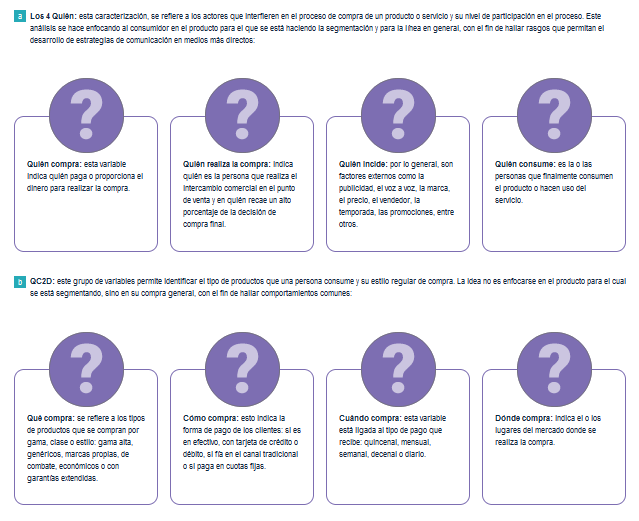 a Los 4 Quién: esta caracterización, se refiere a los actores que interfieren en el proceso de compra de un producto o servicio y su nivel de participación en el proceso. Este
análisis se hace enfocando al consumidor en el producto para el que se está haciendo la segmentación y para la línea en general, con el fin de hallar rasgos que permitan el
desarrollo de estrategias de comunicación en medios más directos:
?
Quién compra: esta variable
indica quién paga o proporciona el
dinero para realizar la compra.
?
Quién realiza la compra: indica
quién es la persona que realiza el
intercambio comercial en el punto
de venta y en quién recae un alto
porcentaje de la decisión de
compra final.
?
Quién incide: por lo general, son
factores externos como la
publicidad, el voz a voz, la marca,
el precio, el vendedor, la
temporada, las promociones, entre
otros.
?
Quién consume: es la o las
personas que finalmente consumen
el producto o hacen uso del
servicio.
b QC2D: este grupo de variables permite identificar el tipo de productos que una persona consume y su estilo regular de compra. La idea no es enfocarse en el producto para el cual
se está segmentando, sino en su compra general, con el fin de hallar comportamientos comunes:
?
Qué compra: se refiere a los tipos
de productos que se compran por
gama, clase o estilo: gama alta,
genéricos, marcas propias, de
combate, económicos o con
garantías extendidas.
?
Cómo compra: esto indica la
forma de pago de los clientes: si es
en efectivo, con tarjeta de crédito o
débito, si fía en el canal tradicional
o si paga en cuotas fijas.
?
Cuándo compra: esta variable
está ligada al tipo de pago que
recibe: quincenal, mensual,
semanal, decenal o diario.
?
Dónde compra: indica el o los
lugares del mercado donde se
realiza la compra.